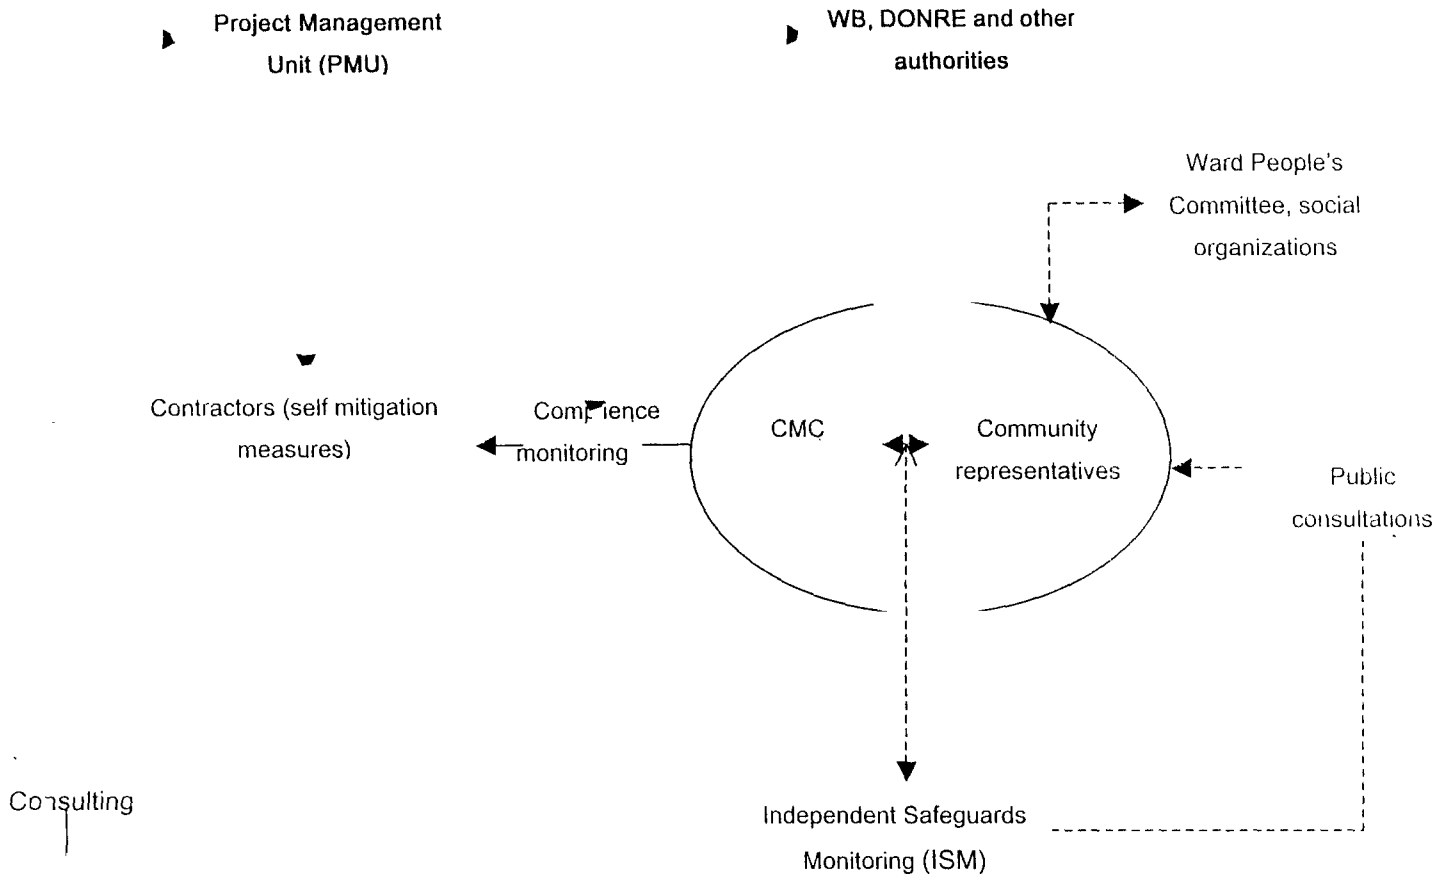 Project Management
Unit (PMU)
WB, DONRE and other
authorities
Ward People's
Committee, social
organizations
Contractors (self mitigation
measures)
monitoring
CMC
Community
representatives
Public
consultations
Consulting
Independent Safeguards
Monitoring (ISM)